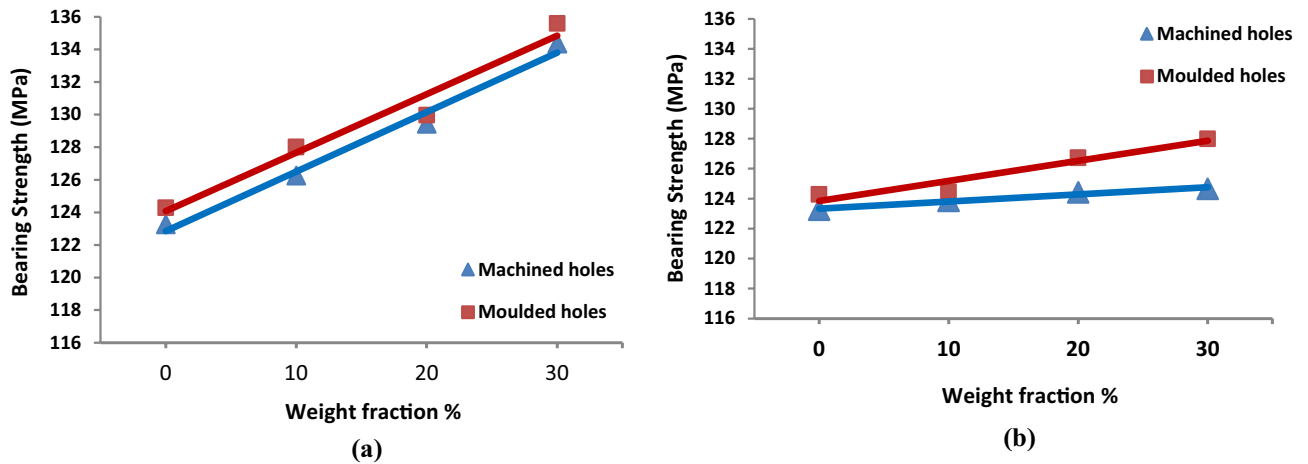 136
134
132
130
128
126
124
122
120
118
116
Bearing Strength (MPa)
Machined holes
Moulded holes
0 10 20 30
Weight fraction %
(a)
136
134
132
130
128
126
124
122
120
118
116
Bearing Strength (MPa)
Machined holes
Moulded holes
0 10 20 30
Weight fraction %
(b)